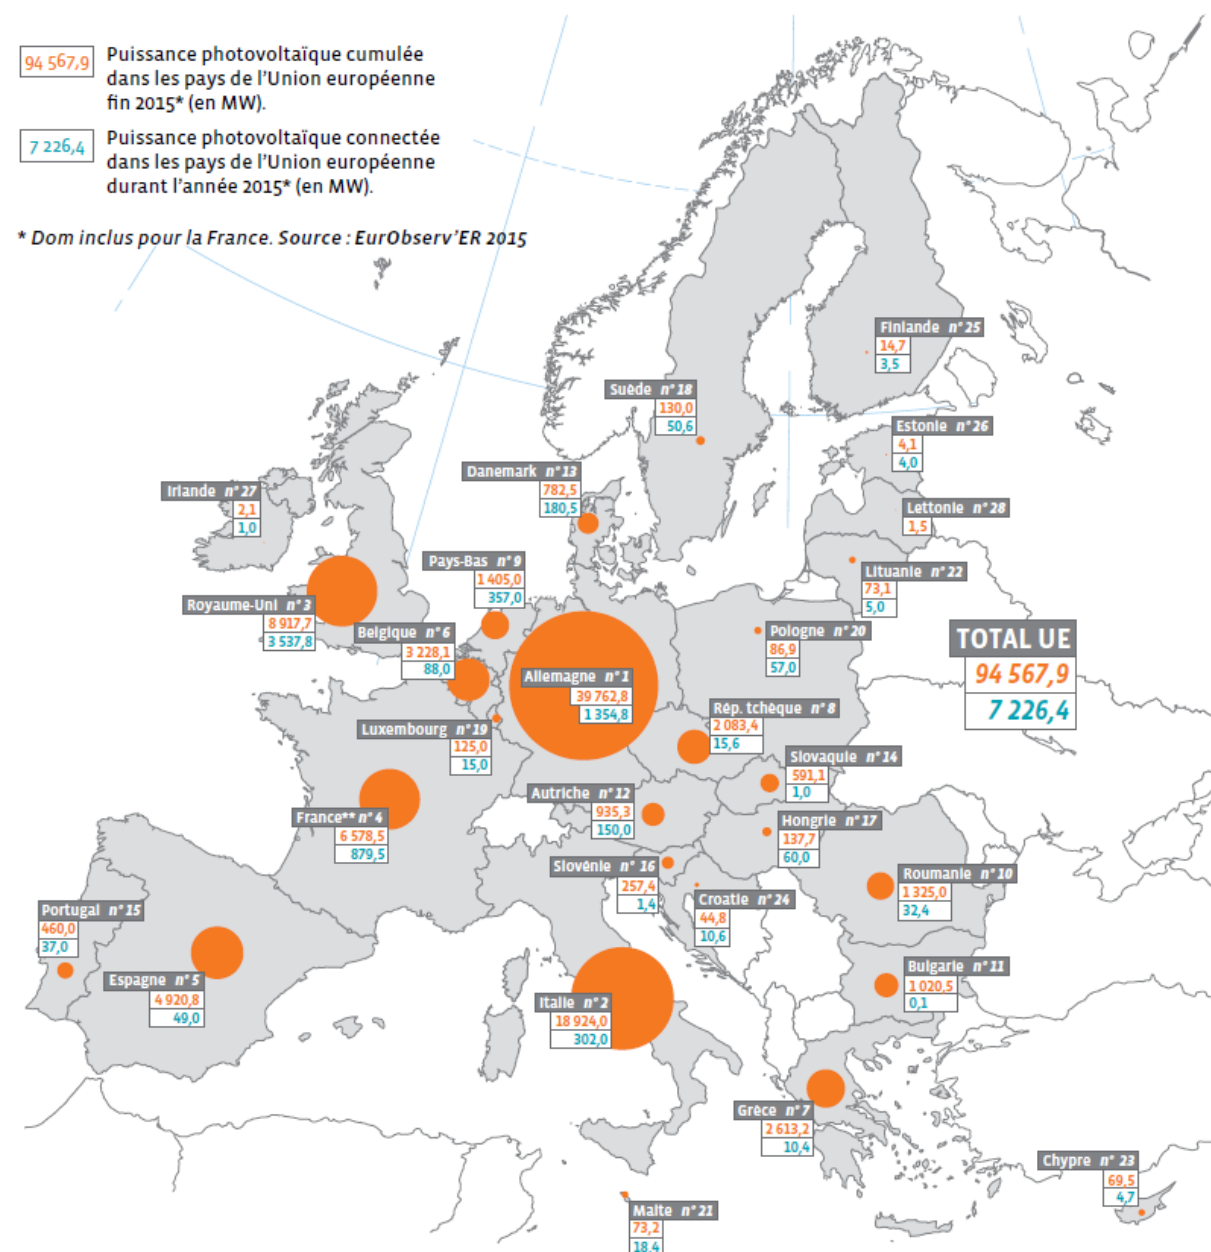 94 567,9
Puissance photovoltaïque cumulée
dans les pays de l'Union européenne
fin 2015* (en MW).
7 226,4
Puissance photovoltaïque connectée
dans les pays de l'Union européenne
durant l'année 2015* (en MW).
* Dom inclus pour la France. Source : EurObserv'ER 2015
Finlande n° 25
14,7
3,5
Suède n° 18
130,0
50,6
Estonie n° 26
4,1
4,0
Danemark n° 13
782,5
180,5
Irlande n° 27
2,1
1,0
Lettonie n° 28
1,5
Pays-Bas n° 9
1 405,0
357,0
Lituanie n° 22
73,1
5,0
Royaume-Uni n° 3
8 917,7
3 537,8
Belgique n° 6
3 228,1
88,0
Pologne n° 20
86,9
57,0
TOTAL UE
94 567,9
7 226,4
Allemagne n° 1
39 762,8
1 354,8
Rép. tchèque n° 8
2 083,4
15,6
Luxembourg n° 19
125,0
15,0
Slovaquie n° 14
591,1
1,0
Autriche n° 12
935,3
150,0
France** n° 4
6 578,5
879,5
Hongrie n° 17
137,7
60,0
Slovénie n° 16
257,4
1,4
Roumanie n° 10
1 325,0
32,4
Croatie n° 24
44,8
10,6
Portugal n° 15
460,0
37,0
Espagne n° 5
4 920,8
49,0
Bulgarie n° 11
1 020,5
0,1
Italie n° 2
18 924,0
302,0
Grèce n° 7
2 613,2
10,4
Chypre n° 23
69,5
4,7
Malte n° 21
73,2
18,4